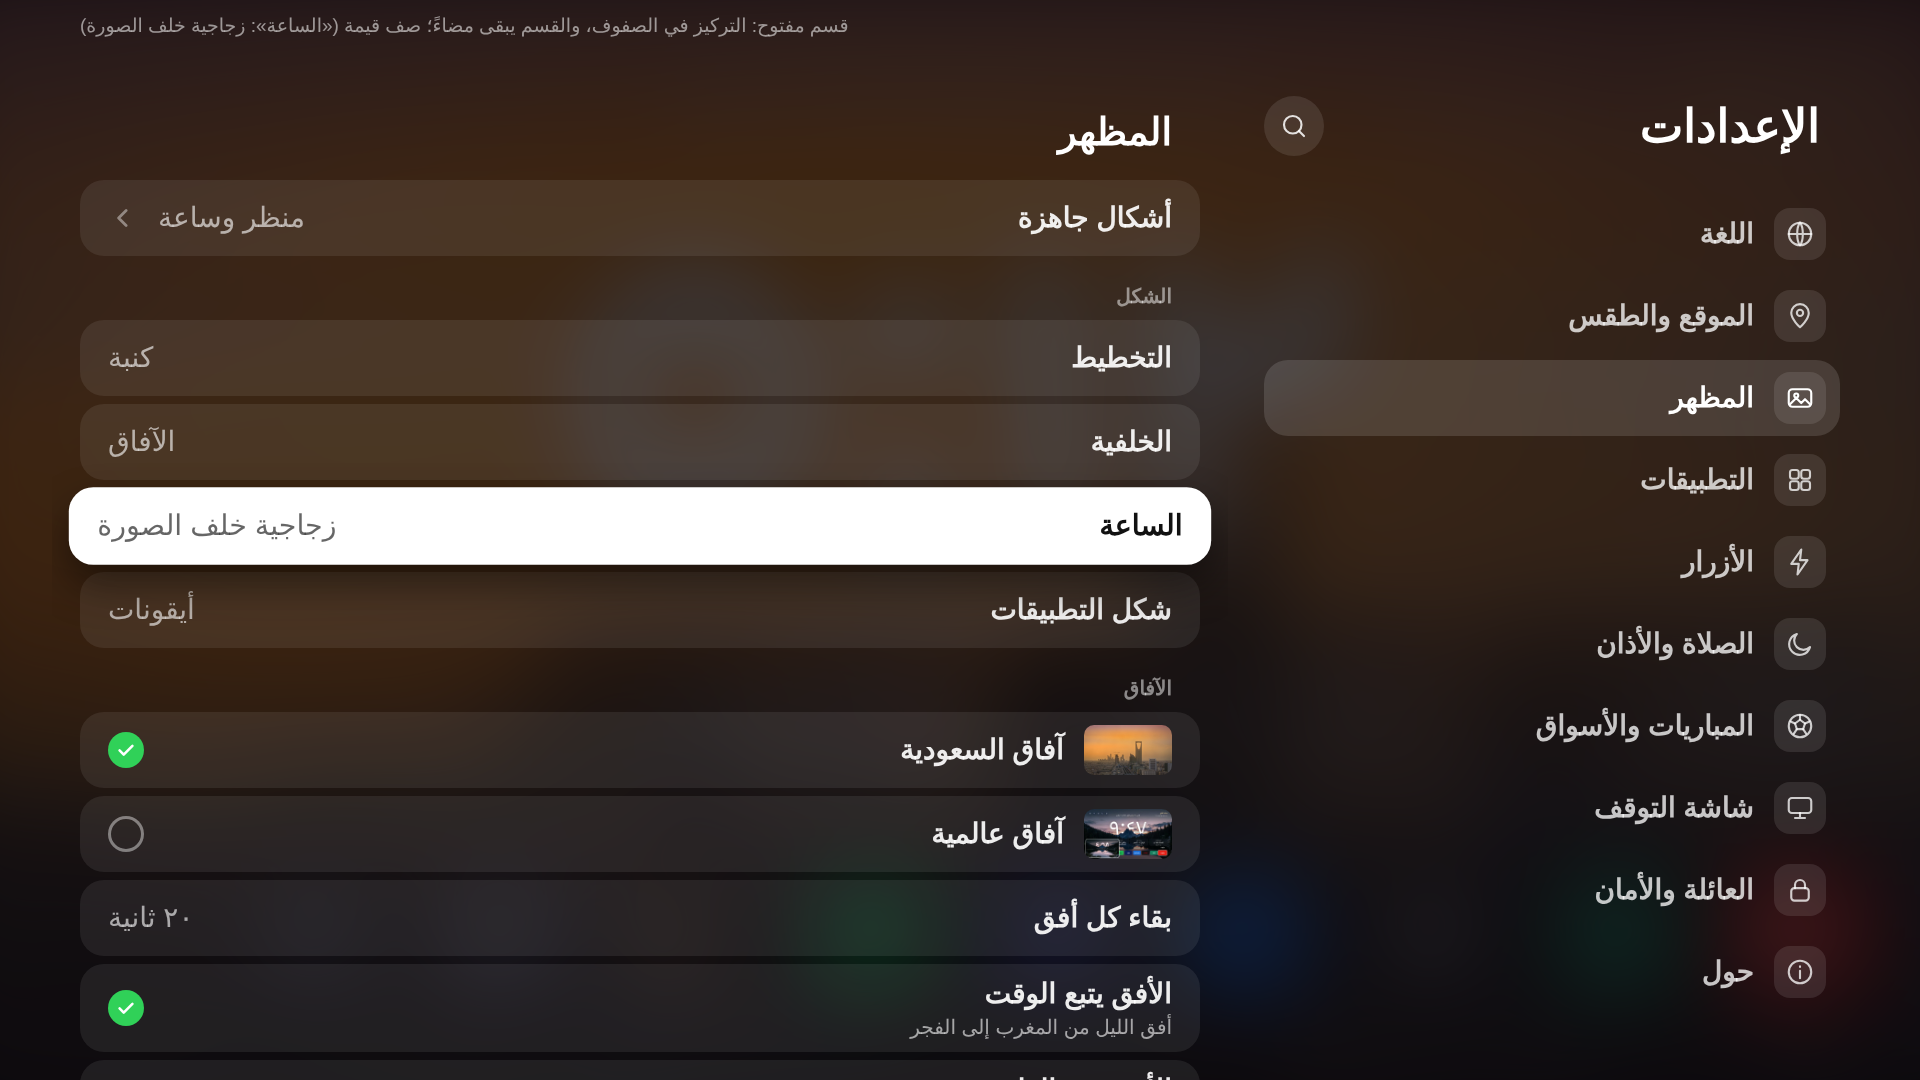 قسم مفتوح: التركيز في الصفوف، والقسم يبقى مضاءً؛ صف قيمة («الساعة»: زجاجية خلف الصورة)
الإعدادات
اللغة
الموقع والطقس
المظهر
التطبيقات
الأزرار
الصلاة والأذان
المباريات والأسواق
شاشة التوقف
العائلة والأمان
حول
المظهر
أشكال جاهزة
منظر وساعة
الشكل
التخطيط
كنبة
الخلفية
الآفاق
الساعة
زجاجية خلف الصورة
شكل التطبيقات
أيقونات
الآفاق
آفاق السعودية
آفاق عالمية
٩:٤٧
بقاء كل أفق
٢٠ ثانية
الأفق يتبع الوقت
أفق الليل من المغرب إلى الفجر